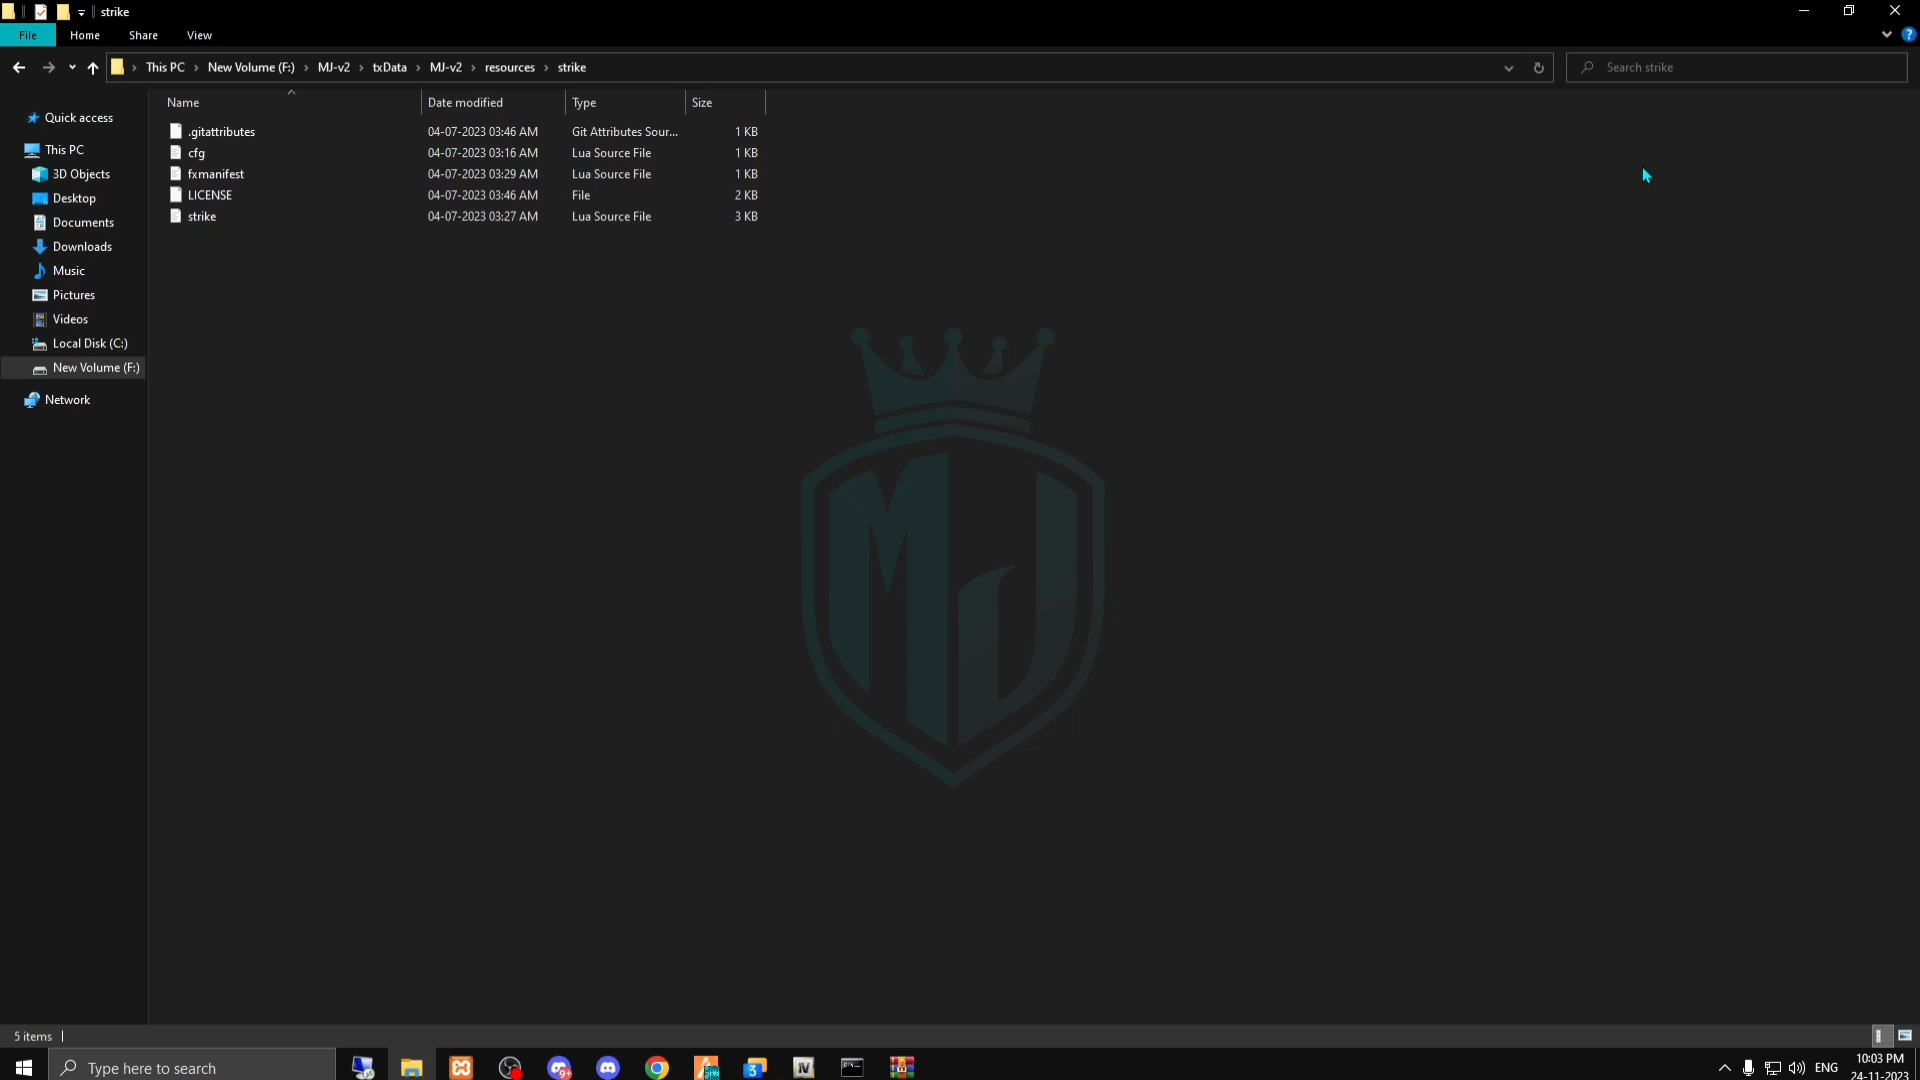 strike
File
Home
Share
View
This PC › New Volume (F:) › MJ-v2 › txData › MJ-v2 › resources › strike
Search strike
Name
Date modified
Type
Size
Quick access
This PC
3D Objects
Desktop
Documents
Downloads
Music
Pictures
Videos
Local Disk (C:)
New Volume (F:)
Network
.gitattributes 04-07-2023 03:46 AM Git Attributes Sour... 1 KB
cfg 04-07-2023 03:16 AM Lua Source File 1 KB
fxmanifest 04-07-2023 03:29 AM Lua Source File 1 KB
LICENSE 04-07-2023 03:46 AM File 2 KB
strike 04-07-2023 03:27 AM Lua Source File 3 KB
MJ
5 items
Type here to search
9+
3
IV
ENG
10:03 PM
24-11-2023